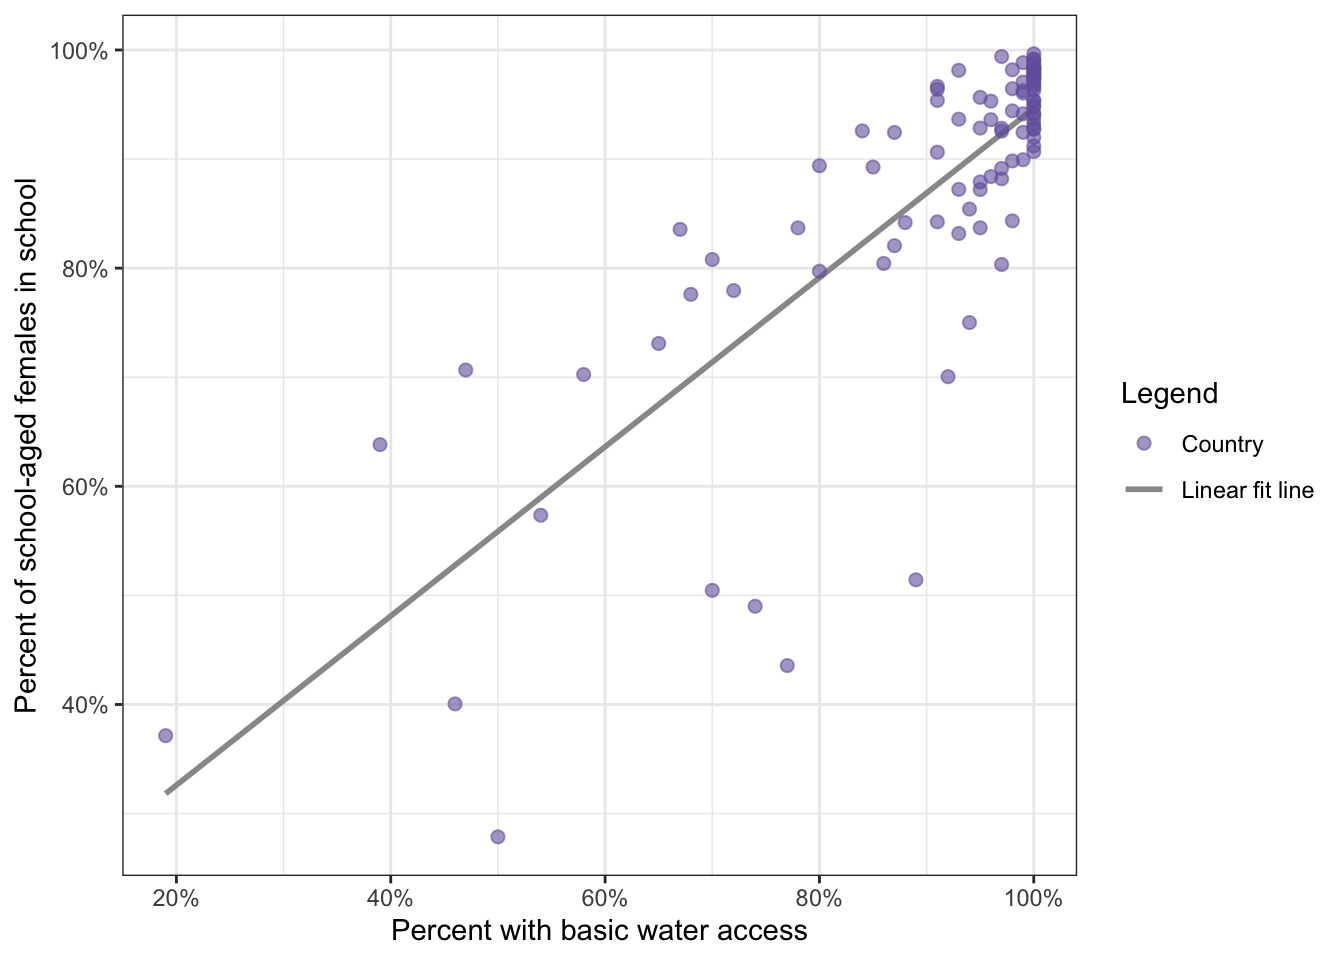 100%
80%
60%
40%
Percent of school-aged females in school
20%
40%
60%
80%
100%
Percent with basic water access
Legend
Country
Linear fit line